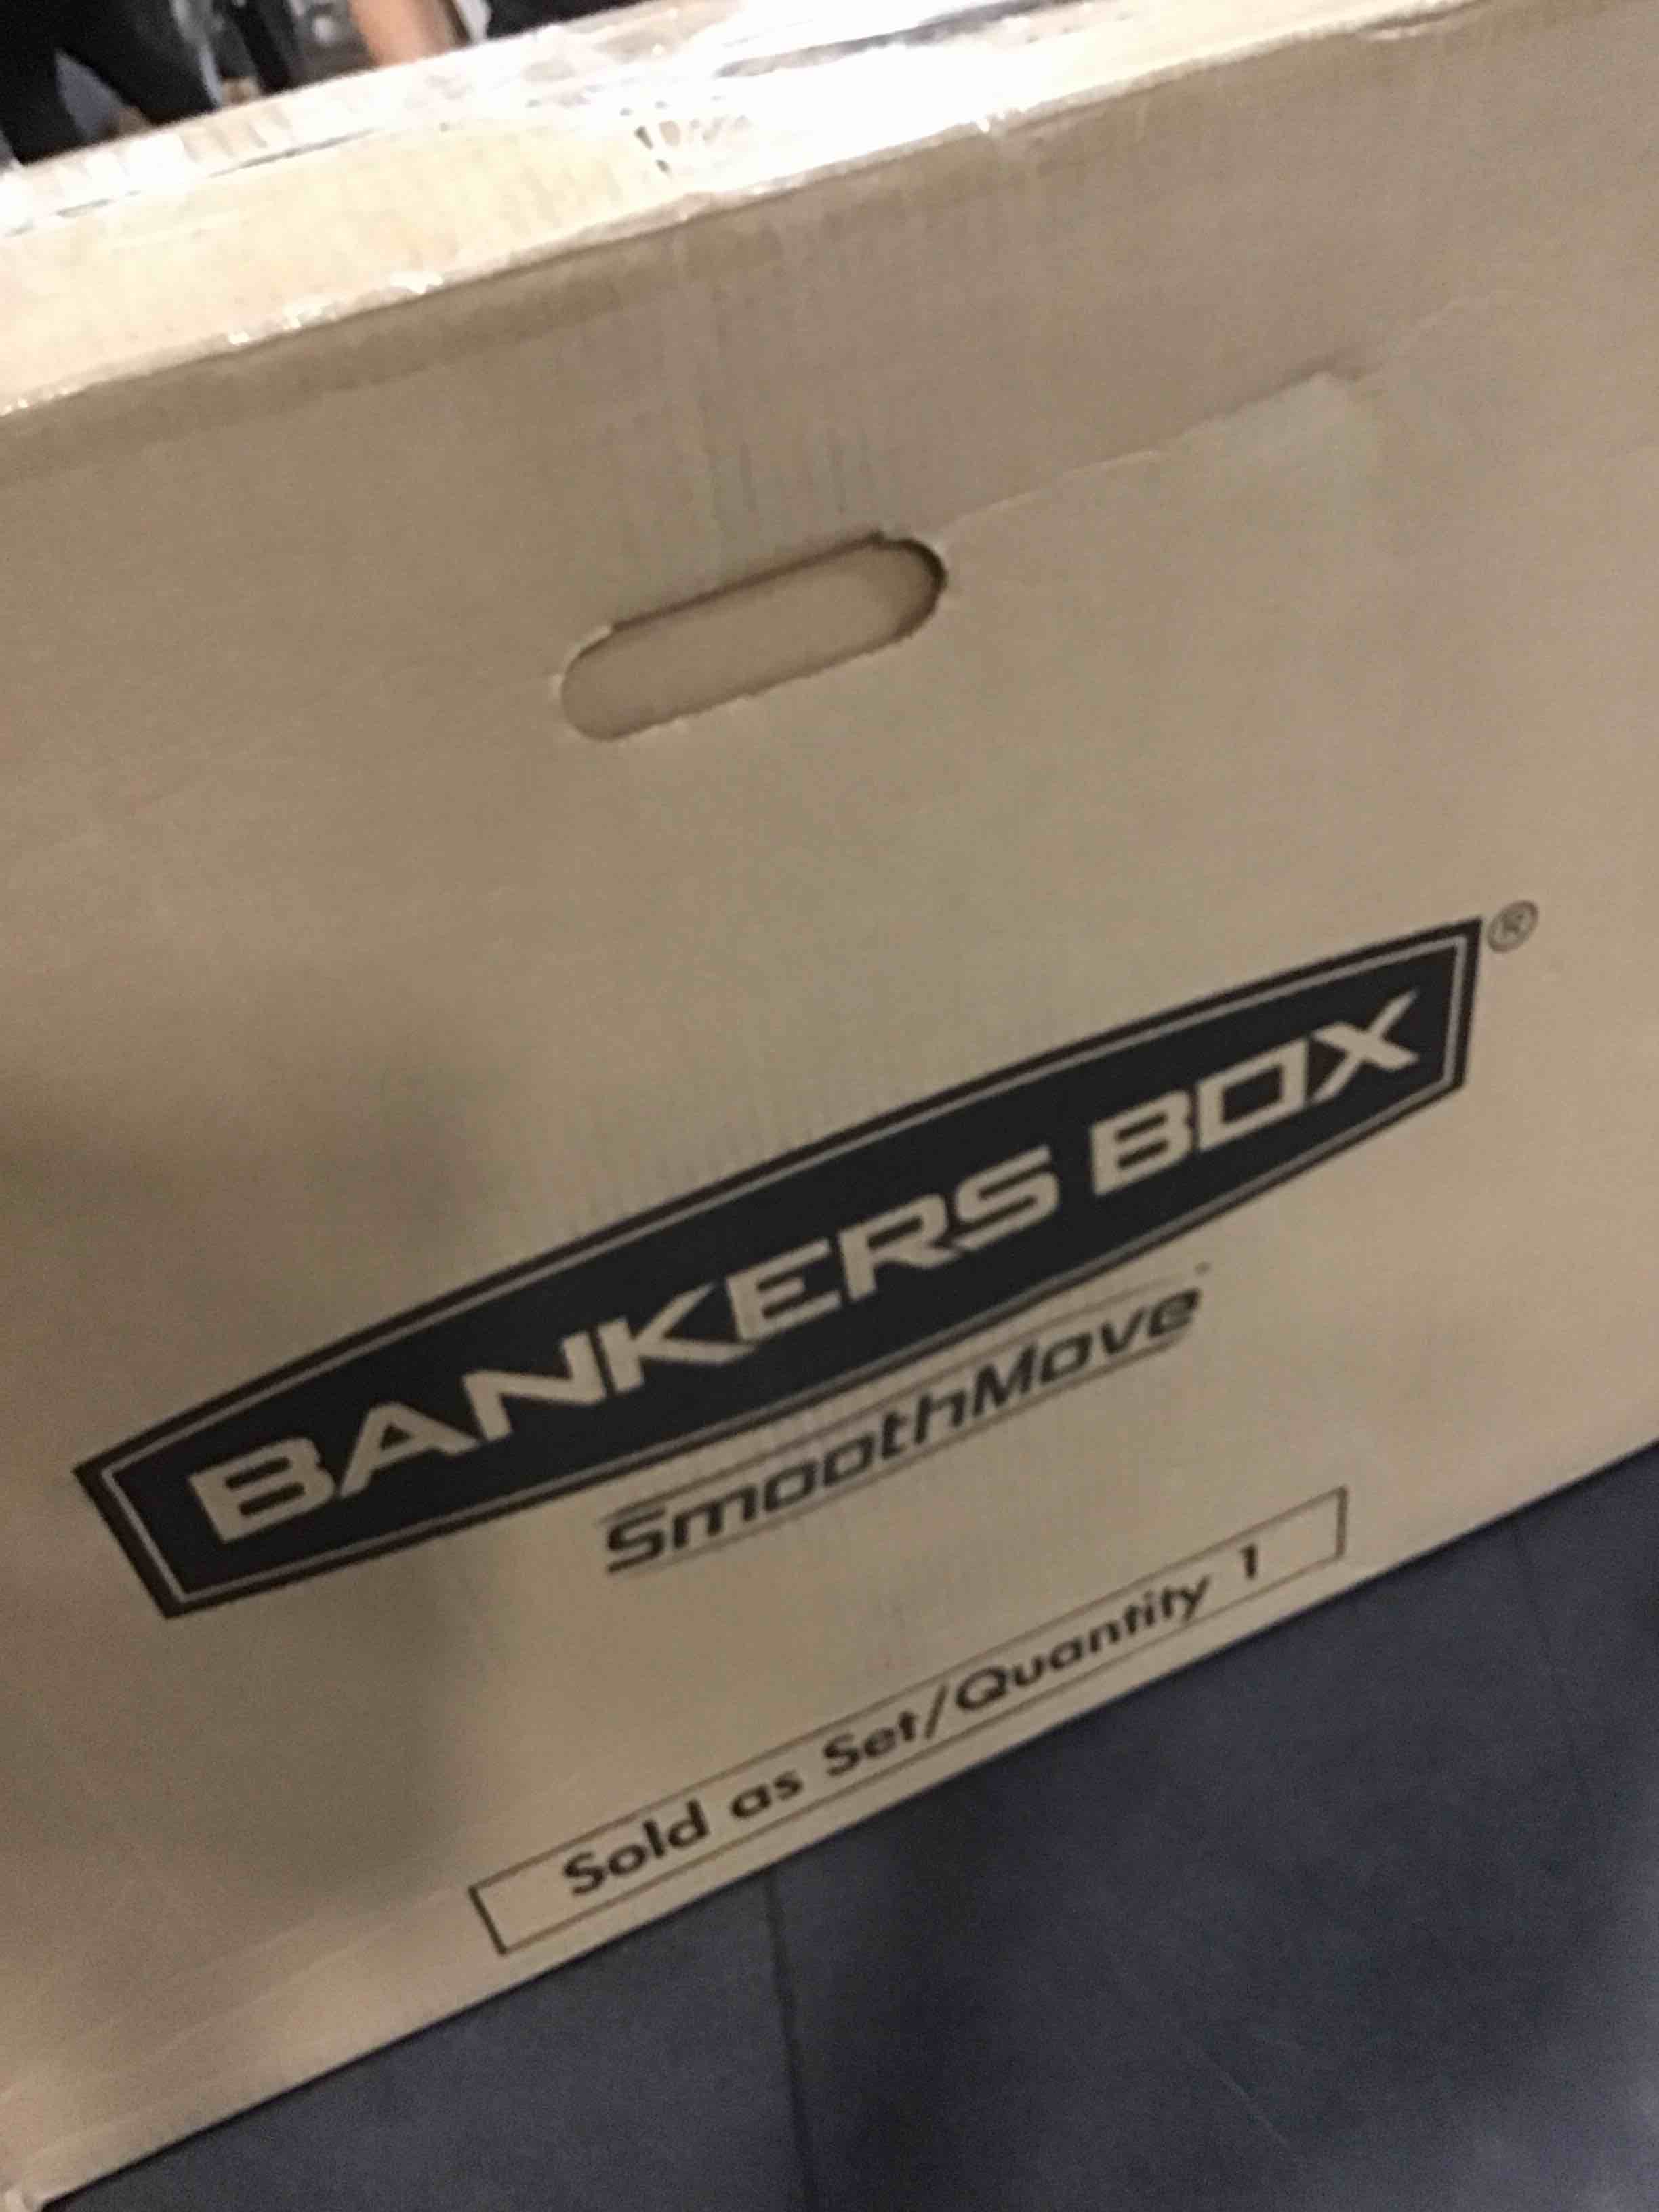 BANKERS BOX®
SmoothMove
Sold as Set/Quantity 1